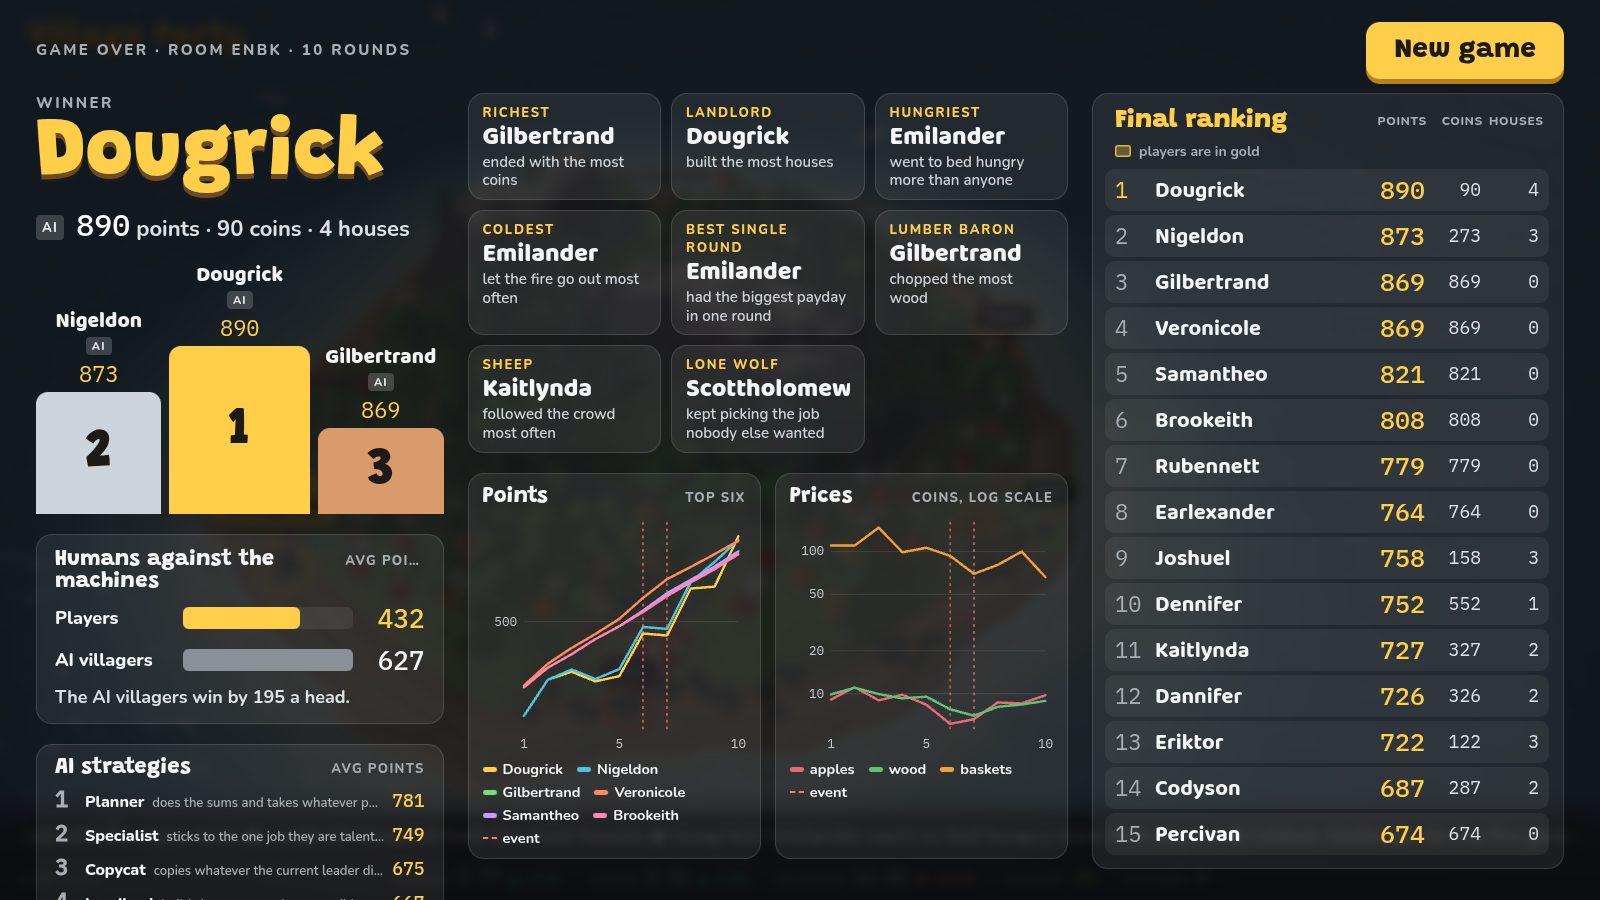 GAME OVER · ROOM ENBK · 10 ROUNDS
New game
WINNER
Dougrick
AI 890 points · 90 coins · 4 houses
Dougrick
AI
890
Nigeldon
AI
873
Gilbertrand
AI
869
2
1
3
Humans against the
machines
AVG POI...
Players 432
AI villagers 627
The AI villagers win by 195 a head.
AI strategies AVG POINTS
1 Planner does the sums and takes whatever p... 781
2 Specialist sticks to the one job they are talent... 749
3 Copycat copies whatever the current leader di... 675
RICHEST
Gilbertrand
ended with the most
coins
LANDLORD
Dougrick
built the most houses
HUNGRIEST
Emilander
went to bed hungry
more than anyone
COLDEST
Emilander
let the fire go out most
often
BEST SINGLE
ROUND
Emilander
had the biggest payday
in one round
LUMBER BARON
Gilbertrand
chopped the most
wood
SHEEP
Kaitlynda
followed the crowd
most often
LONE WOLF
Scottholomew
kept picking the job
nobody else wanted
Points TOP SIX
500
1 5 10
Dougrick Nigeldon
Gilbertrand Veronicole
Samantheo Brookeith
event
Prices COINS, LOG SCALE
100
50
20
10
1 5 10
apples wood baskets
event
Final ranking POINTS COINS HOUSES
players are in gold
1 Dougrick 890 90 4
2 Nigeldon 873 273 3
3 Gilbertrand 869 869 0
4 Veronicole 869 869 0
5 Samantheo 821 821 0
6 Brookeith 808 808 0
7 Rubennett 779 779 0
8 Earlexander 764 764 0
9 Joshuel 758 158 3
10 Dennifer 752 552 1
11 Kaitlynda 727 327 2
12 Dannifer 726 326 2
13 Eriktor 722 122 3
14 Codyson 687 287 2
15 Percivan 674 674 0